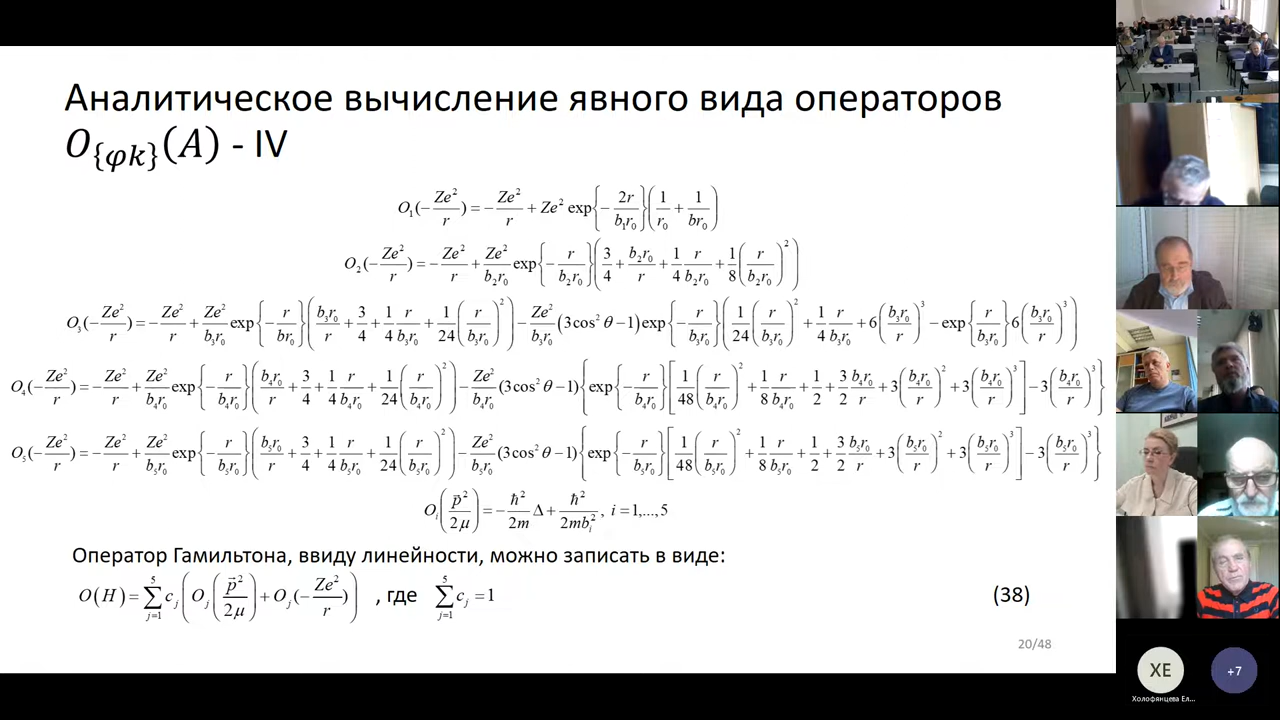 Аналитическое вычисление явного вида операторов
O_{φk}(A) - IV
O₁(-Ze²/r) = -Ze²/r + Ze² exp{-2r/b₁r₀}(1/r₀ + 1/br₀)
O₂(-Ze²/r) = -Ze²/r + Ze²/b₂r₀ exp{-r/b₂r₀}(3/4 + b₂r₀/r + 1/4 r/b₂r₀ + 1/8 (r/b₂r₀)²)
O₃(-Ze²/r) = -Ze²/r + Ze²/b₃r₀ exp{-r/br₀}(b₃r₀/r + 3/4 + 1/4 r/b₃r₀ + 1/24 (r/b₃r₀)²) - Ze²/b₃r₀ (3cos²θ-1)exp{-r/b₃r₀}(1/24 (r/b₃r₀)² + 1/4 r/b₃r₀ + 6(b₃r₀/r)³ - exp{r/b₃r₀}6(b₃r₀/r)³)
O₄(-Ze²/r) = -Ze²/r + Ze²/b₄r₀ exp{-r/b₄r₀}(b₄r₀/r + 3/4 + 1/4 r/b₄r₀ + 1/24 (r/b₄r₀)²) - Ze²/b₄r₀ (3cos²θ-1){exp{-r/b₄r₀}[1/48 (r/b₄r₀)² + 1/8 r/b₄r₀ + 1/2 + 3/2 b₄r₀/r + 3(b₄r₀/r)² + 3(b₄r₀/r)³] - 3(b₄r₀/r)³}
O₅(-Ze²/r) = -Ze²/r + Ze²/b₅r₀ exp{-r/b₅r₀}(b₅r₀/r + 3/4 + 1/4 r/b₅r₀ + 1/24 (r/b₅r₀)²) - Ze²/b₅r₀ (3cos²θ-1){exp{-r/b₅r₀}[1/48 (r/b₅r₀)² + 1/8 r/b₅r₀ + 1/2 + 3/2 b₅r₀/r + 3(b₅r₀/r)² + 3(b₅r₀/r)³] - 3(b₅r₀/r)³}
Oᵢ(p⃗²/2μ) = -ħ²/2m Δ + ħ²/2mbᵢ², i = 1,...,5
Оператор Гамильтона, ввиду линейности, можно записать в виде:
O(H) = ∑_{j=1}^{5} cⱼ(Oⱼ(p⃗²/2μ) + Oⱼ(-Ze²/r)) , где ∑_{j=1}^{5} cⱼ = 1 (38)
20/48
XE
+7
Холофянцева Ел...